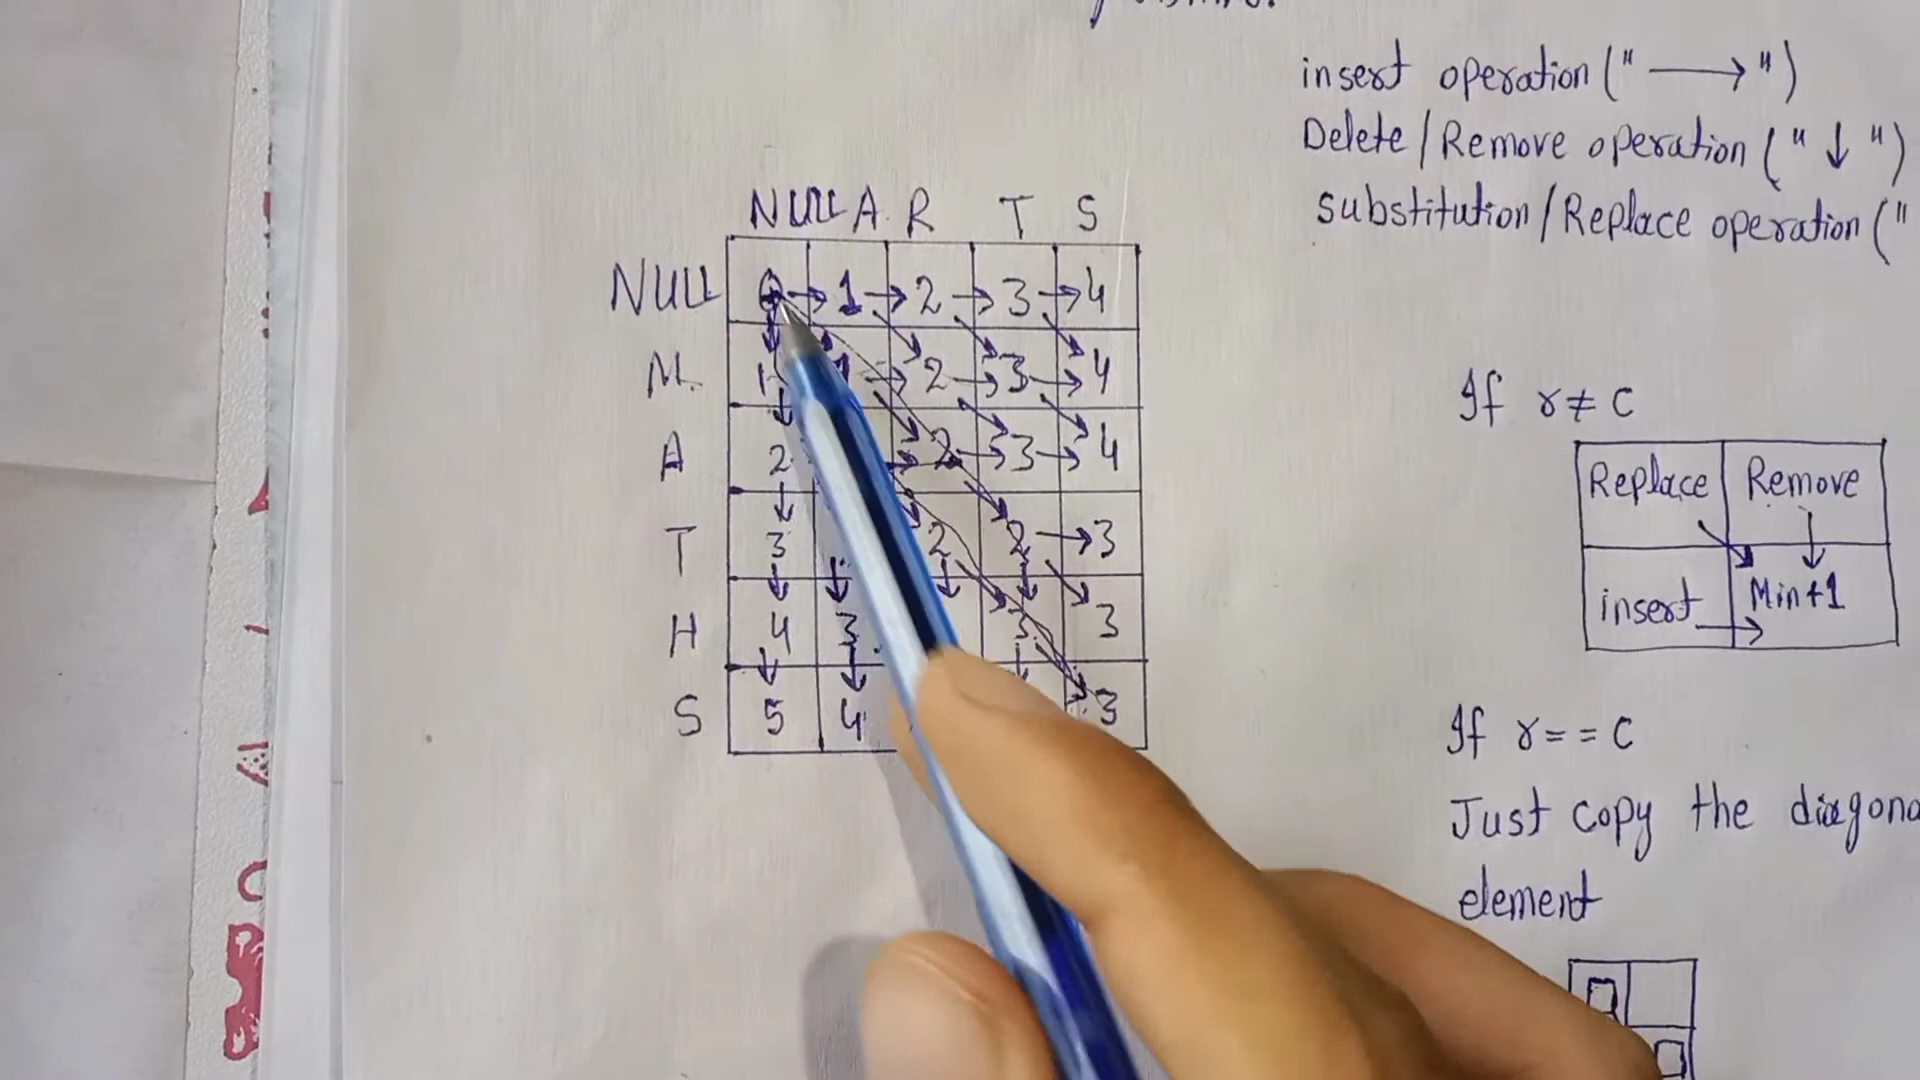 insert operation ("⟶")
Delete/Remove operation ("↓")
substitution/Replace operation ("
NULL A R T S
NULL 0 → 1 → 2 → 3 → 4
M 1 1 → 2 → 3 → 4
A 2 → 2 → 3 → 4
T 3 2 2 → 3
H 4 3 3 3
S 5 4 3
If r ≠ c
Replace Remove
insert Min+1
If r == c
Just copy the diagona
element